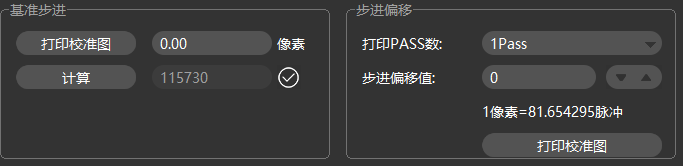 基准步进
打印校准图 0.00 像素
计算 115730
步进偏移
打印PASS数: 1Pass
步进偏移值: 0
1像素=81.654295脉冲
打印校准图